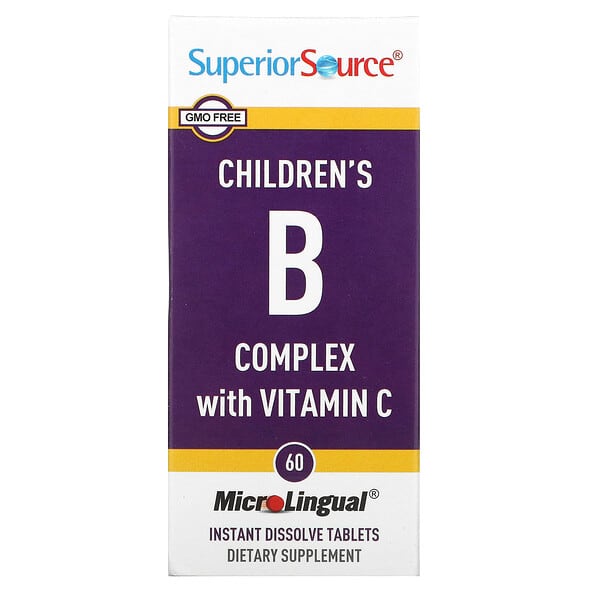 SuperiorSource®
GMO FREE
CHILDREN'S
B
COMPLEX
with VITAMIN C
60
MicroLingual®
INSTANT DISSOLVE TABLETS
DIETARY SUPPLEMENT